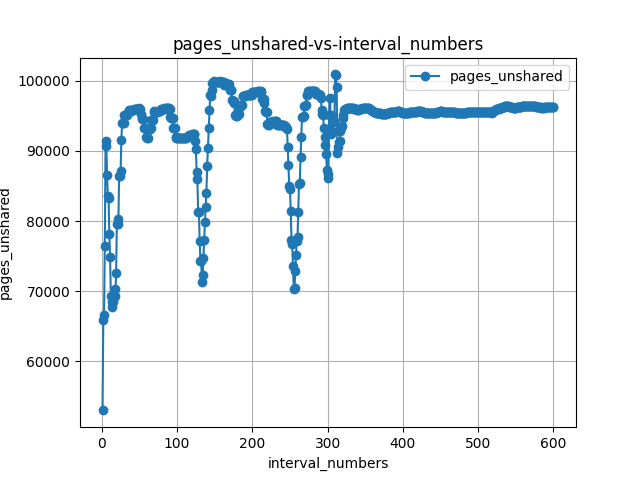 pages_unshared-vs-interval_numbers
pages_unshared
100000
90000
80000
70000
60000
pages_unshared
0 100 200 300 400 500 600
interval_numbers